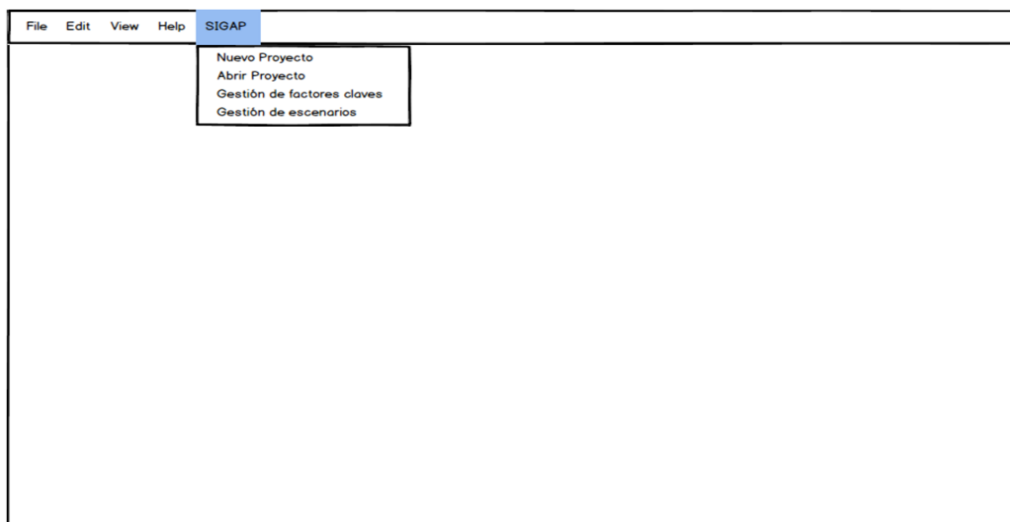 File Edit View Help SIGAP
Nuevo Proyecto
Abrir Proyecto
Gestión de factores claves
Gestión de escenarios